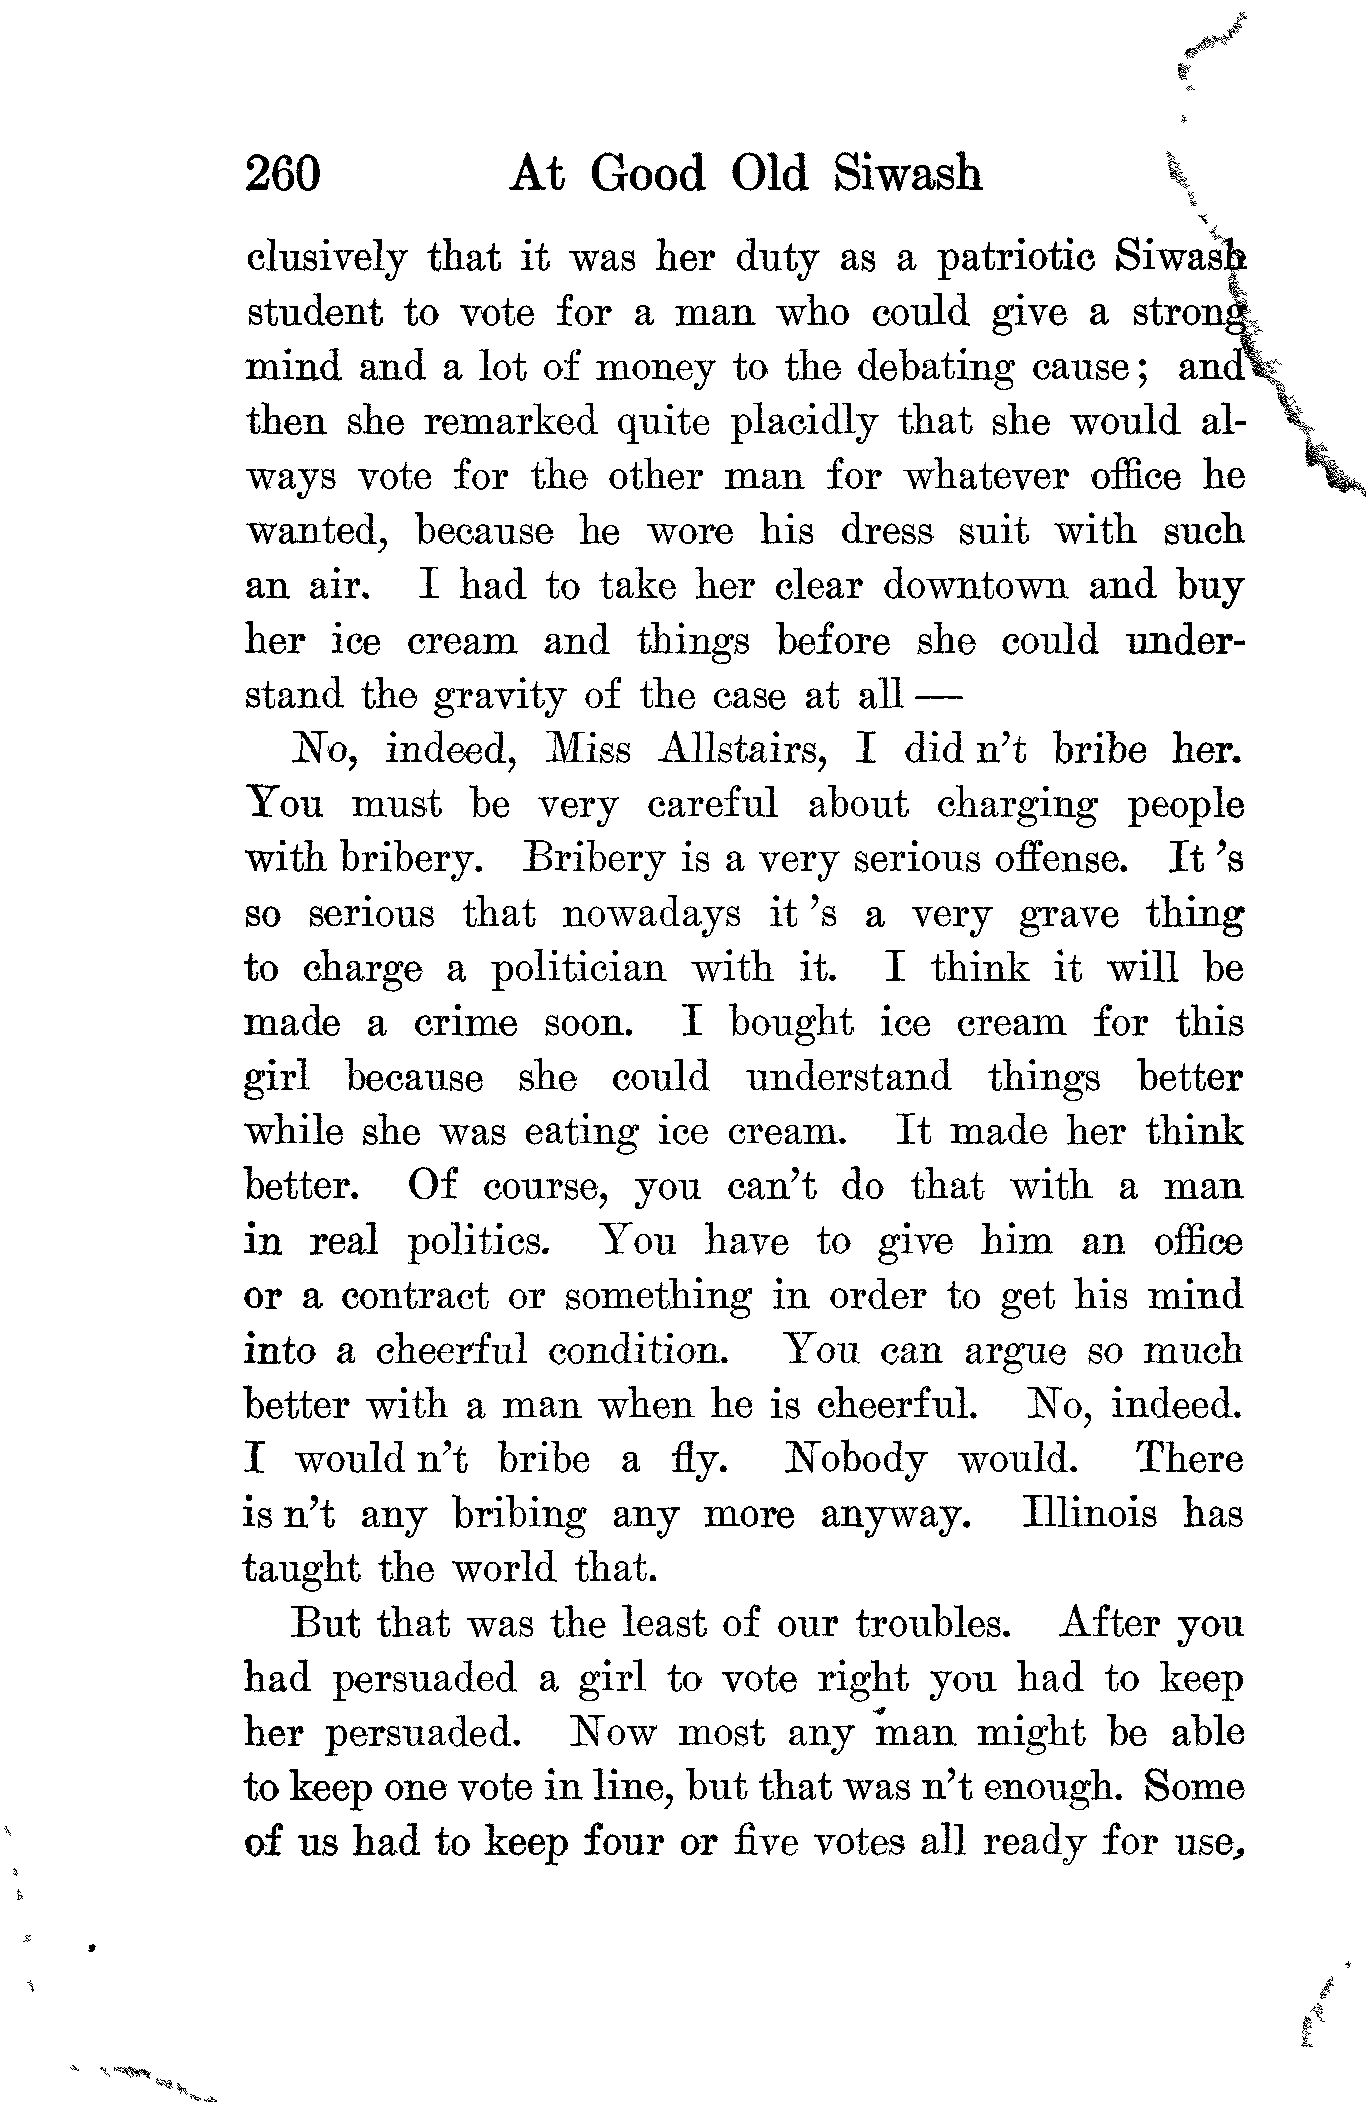 260 At Good Old Siwash
clusively that it was her duty as a patriotic Siwash
student to vote for a man who could give a strong
mind and a lot of money to the debating cause; and
then she remarked quite placidly that she would al-
ways vote for the other man for whatever office he
wanted, because he wore his dress suit with such
an air. I had to take her clear downtown and buy
her ice cream and things before she could under-
stand the gravity of the case at all —
No, indeed, Miss Allstairs, I did n't bribe her.
You must be very careful about charging people
with bribery. Bribery is a very serious offense. It 's
so serious that nowadays it 's a very grave thing
to charge a politician with it. I think it will be
made a crime soon. I bought ice cream for this
girl because she could understand things better
while she was eating ice cream. It made her think
better. Of course, you can't do that with a man
in real politics. You have to give him an office
or a contract or something in order to get his mind
into a cheerful condition. You can argue so much
better with a man when he is cheerful. No, indeed.
I would n't bribe a fly. Nobody would. There
is n't any bribing any more anyway. Illinois has
taught the world that.
But that was the least of our troubles. After you
had persuaded a girl to vote right you had to keep
her persuaded. Now most any man might be able
to keep one vote in line, but that was n't enough. Some
of us had to keep four or five votes all ready for use,